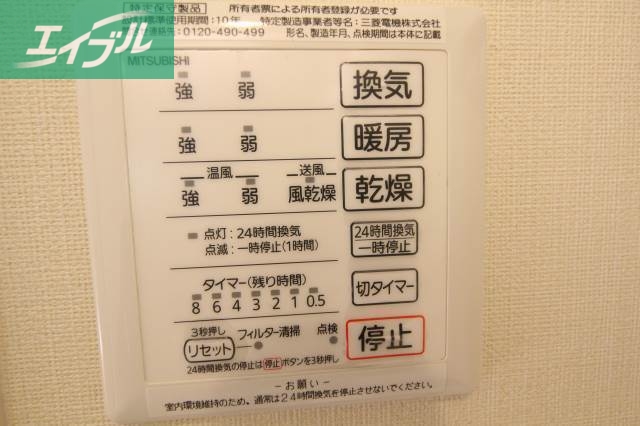 特定保守製品 所有者票による所有者登録が必要です
設計標準使用期間:10年 特定製造事業者等名:三菱電機株式会社
連絡先:0120-490-499 形名、製造年月、点検期間は本体に記載
エイブル
MITSUBISHI
強 弱 換気
強 弱 暖房
温風 送風
強 弱 風乾燥 乾燥
点灯:24時間換気
点滅:一時停止(1時間)
24時間換気
一時停止
タイマー(残り時間)
8 6 4 3 2 1 0.5
切タイマー
3秒押し
リセット フィルター清掃 点検
停止
24時間換気の停止は停止ボタンを3秒押し
－お願い－
室内環境維持のため、通常は24時間換気を停止させないでください。